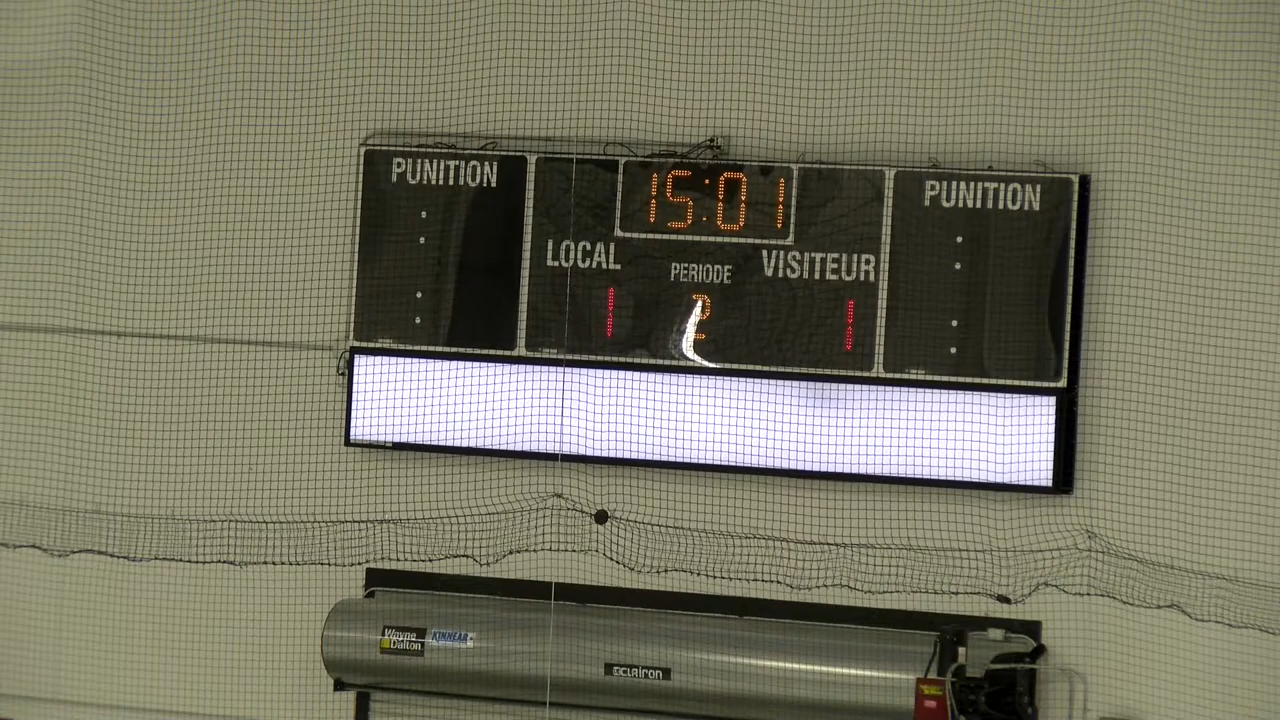 PUNITION
15:01
PUNITION
LOCAL
PERIODE
VISITEUR
1
2
1
Wayne
Dalton
KINNEAR
CLAIRON